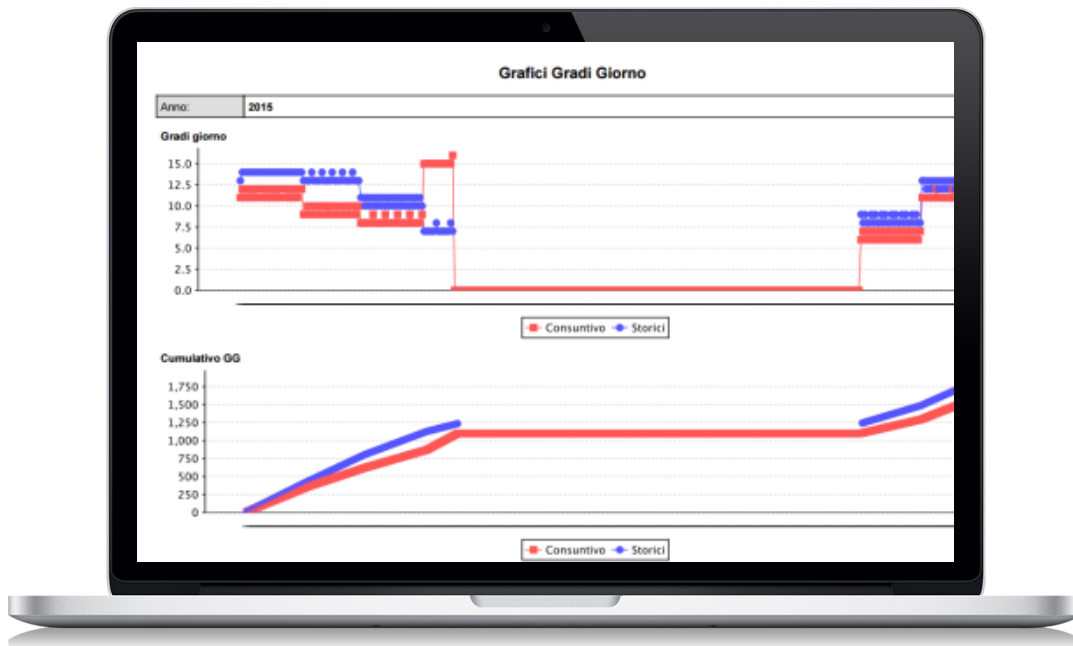 Grafici Gradi Giorno
Anno: 2015
Gradi giorno
15.0
12.5
10.0
7.5
5.0
2.5
0.0
Consuntivo Storici
Cumulativo GG
1,750
1,500
1,250
1,000
750
500
250
0
Consuntivo Storici